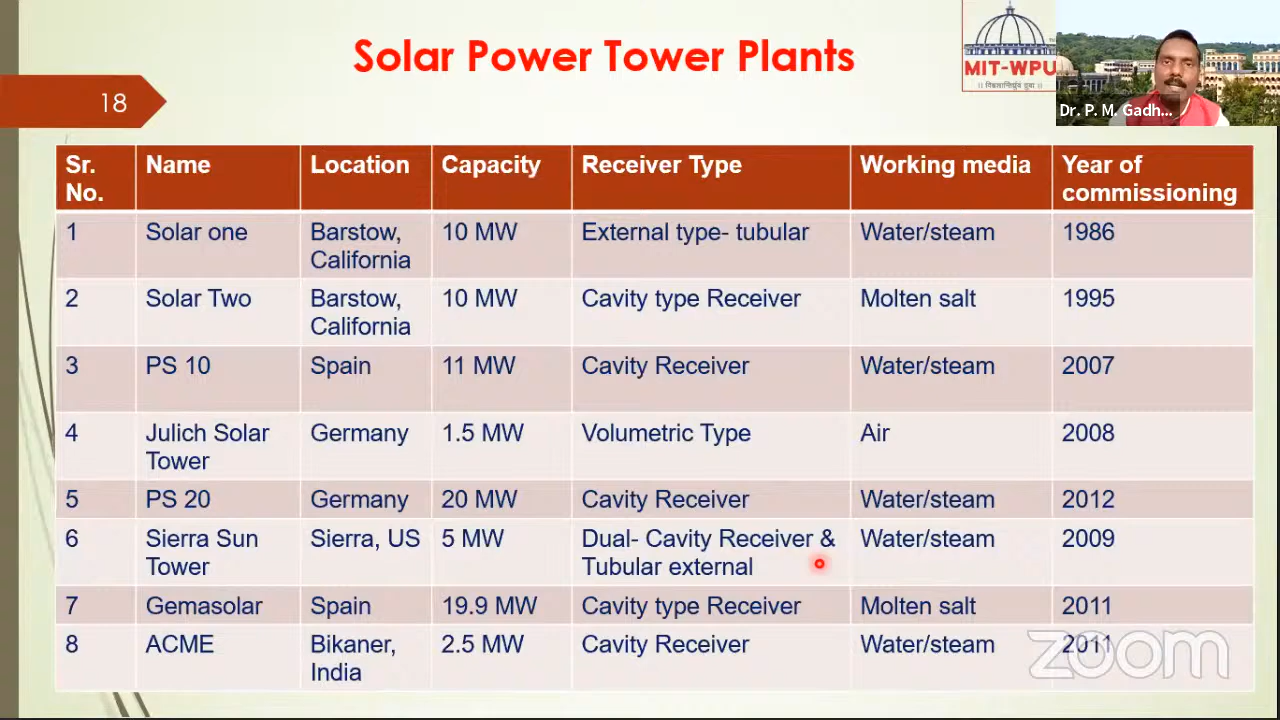 Solar Power Tower Plants
MIT-WPU
Dr. P. M. Gadh...
18
Sr. No. Name Location Capacity Receiver Type Working media Year of commissioning
1 Solar one Barstow, California 10 MW External type- tubular Water/steam 1986
2 Solar Two Barstow, California 10 MW Cavity type Receiver Molten salt 1995
3 PS 10 Spain 11 MW Cavity Receiver Water/steam 2007
4 Julich Solar Tower Germany 1.5 MW Volumetric Type Air 2008
5 PS 20 Germany 20 MW Cavity Receiver Water/steam 2012
6 Sierra Sun Tower Sierra, US 5 MW Dual- Cavity Receiver & Tubular external Water/steam 2009
7 Gemasolar Spain 19.9 MW Cavity type Receiver Molten salt 2011
8 ACME Bikaner, India 2.5 MW Cavity Receiver Water/steam 2011
zoom